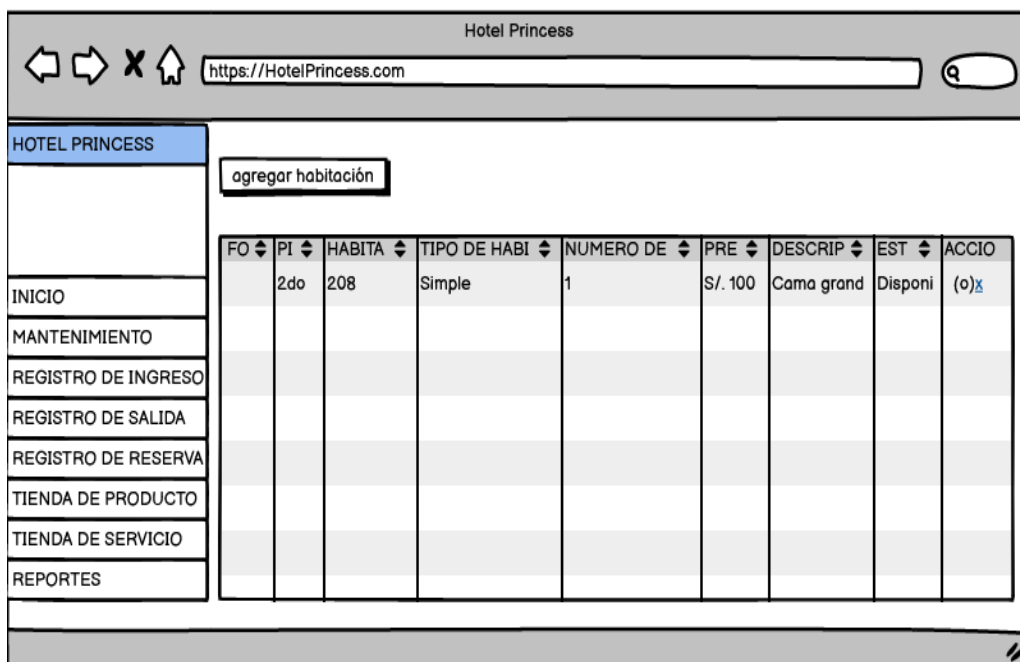 Hotel Princess
https://HotelPrincess.com
HOTEL PRINCESS
agregar habitación
FO PI HABITA TIPO DE HABI NUMERO DE PRE DESCRIP EST ACCIO
2do 208 Simple 1 S/. 100 Cama grand Disponi (o)x
INICIO
MANTENIMIENTO
REGISTRO DE INGRESO
REGISTRO DE SALIDA
REGISTRO DE RESERVA
TIENDA DE PRODUCTO
TIENDA DE SERVICIO
REPORTES